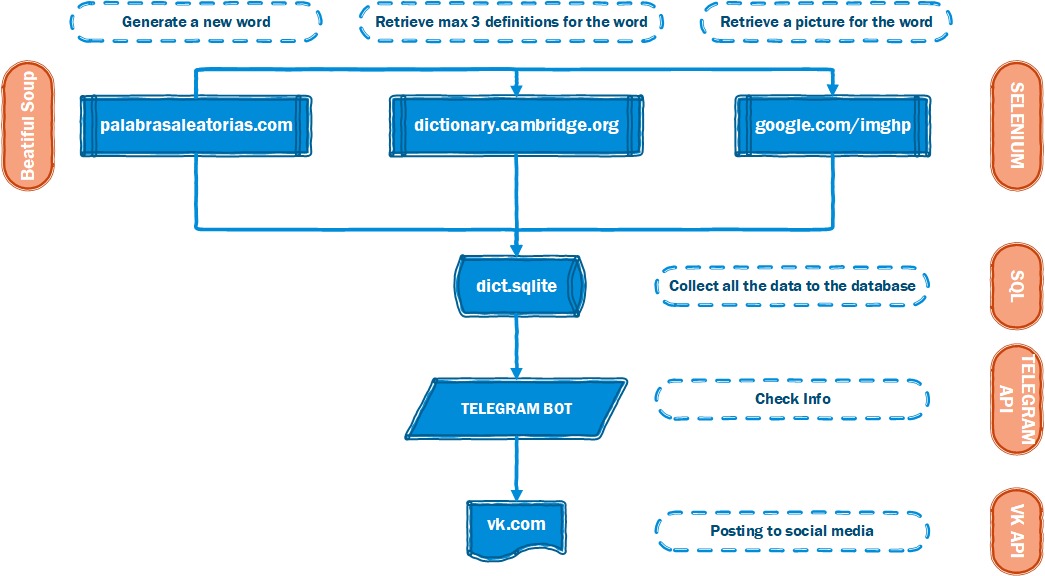 Generate a new word
Retrieve max 3 definitions for the word
Retrieve a picture for the word
Beatiful Soup
palabrasaleatorias.com
dictionary.cambridge.org
google.com/imghp
SELENIUM
dict.sqlite
Collect all the data to the database
SQL
TELEGRAM BOT
Check Info
TELEGRAM
API
vk.com
Posting to social media
VK API